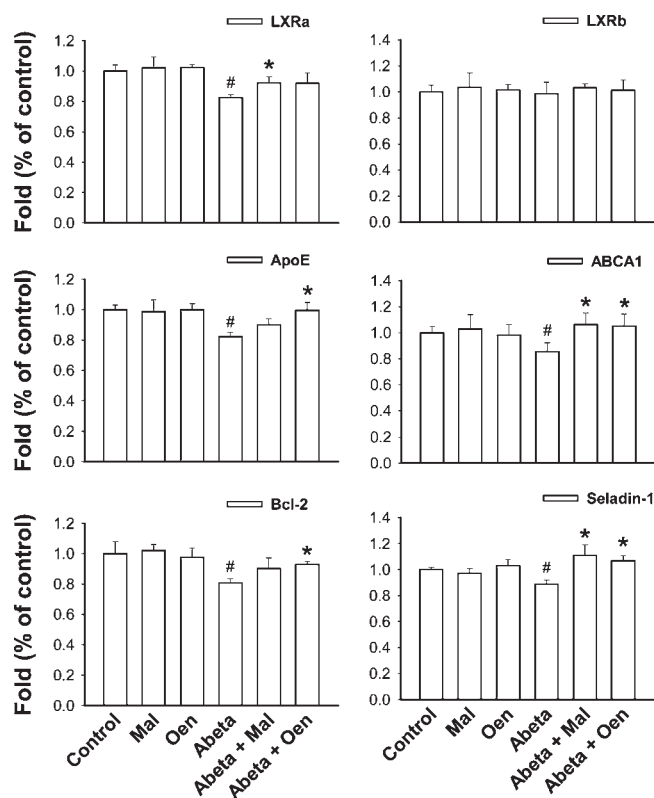 LXRa
Fold (% of control)
1.2
1.0
0.8
0.6
0.4
0.2
0.0
#
*
LXRb
1.4
1.2
1.0
0.8
0.6
0.4
0.2
0.0
ApoE
Fold (% of control)
1.2
1.0
0.8
0.6
0.4
0.2
0.0
#
*
ABCA1
1.4
1.2
1.0
0.8
0.6
0.4
0.2
0.0
#
*
*
Bcl-2
Fold (% of control)
1.2
1.0
0.8
0.6
0.4
0.2
0.0
#
*
Control
Mal
Oen
Abeta
Abeta + Mal
Abeta + Oen
Seladin-1
1.4
1.2
1.0
0.8
0.6
0.4
0.2
0.0
#
*
*
Control
Mal
Oen
Abeta
Abeta + Mal
Abeta + Oen